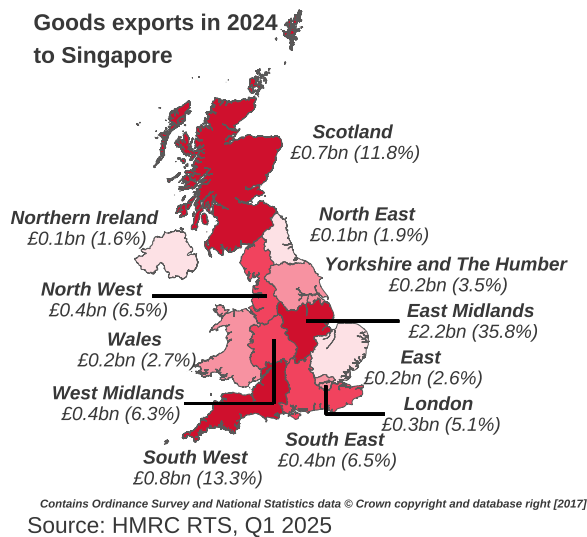 Goods exports in 2024
to Singapore
Scotland
£0.7bn (11.8%)
Northern Ireland
£0.1bn (1.6%)
North East
£0.1bn (1.9%)
Yorkshire and The Humber
£0.2bn (3.5%)
North West
£0.4bn (6.5%)
East Midlands
£2.2bn (35.8%)
Wales
£0.2bn (2.7%)
East
£0.2bn (2.6%)
West Midlands
£0.4bn (6.3%)
London
£0.3bn (5.1%)
South East
£0.4bn (6.5%)
South West
£0.8bn (13.3%)
Contains Ordinance Survey and National Statistics data © Crown copyright and database right [2017]
Source: HMRC RTS, Q1 2025